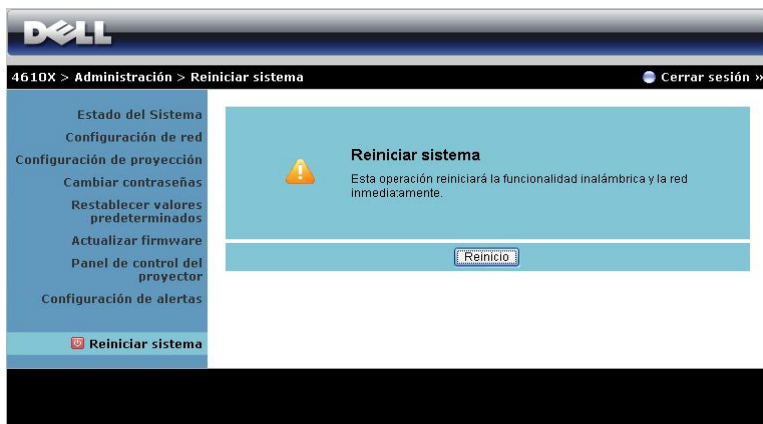 DELL
4610X > Administración > Reiniciar sistema
Cerrar sesión »
Estado del Sistema
Configuración de red
Configuración de proyección
Cambiar contraseñas
Restablecer valores
predeterminados
Actualizar firmware
Panel de control del
proyector
Configuración de alertas
Reiniciar sistema
Reiniciar sistema
Esta operación reiniciará la funcionalidad inalámbrica y la red
inmediatamente.
Reinicio